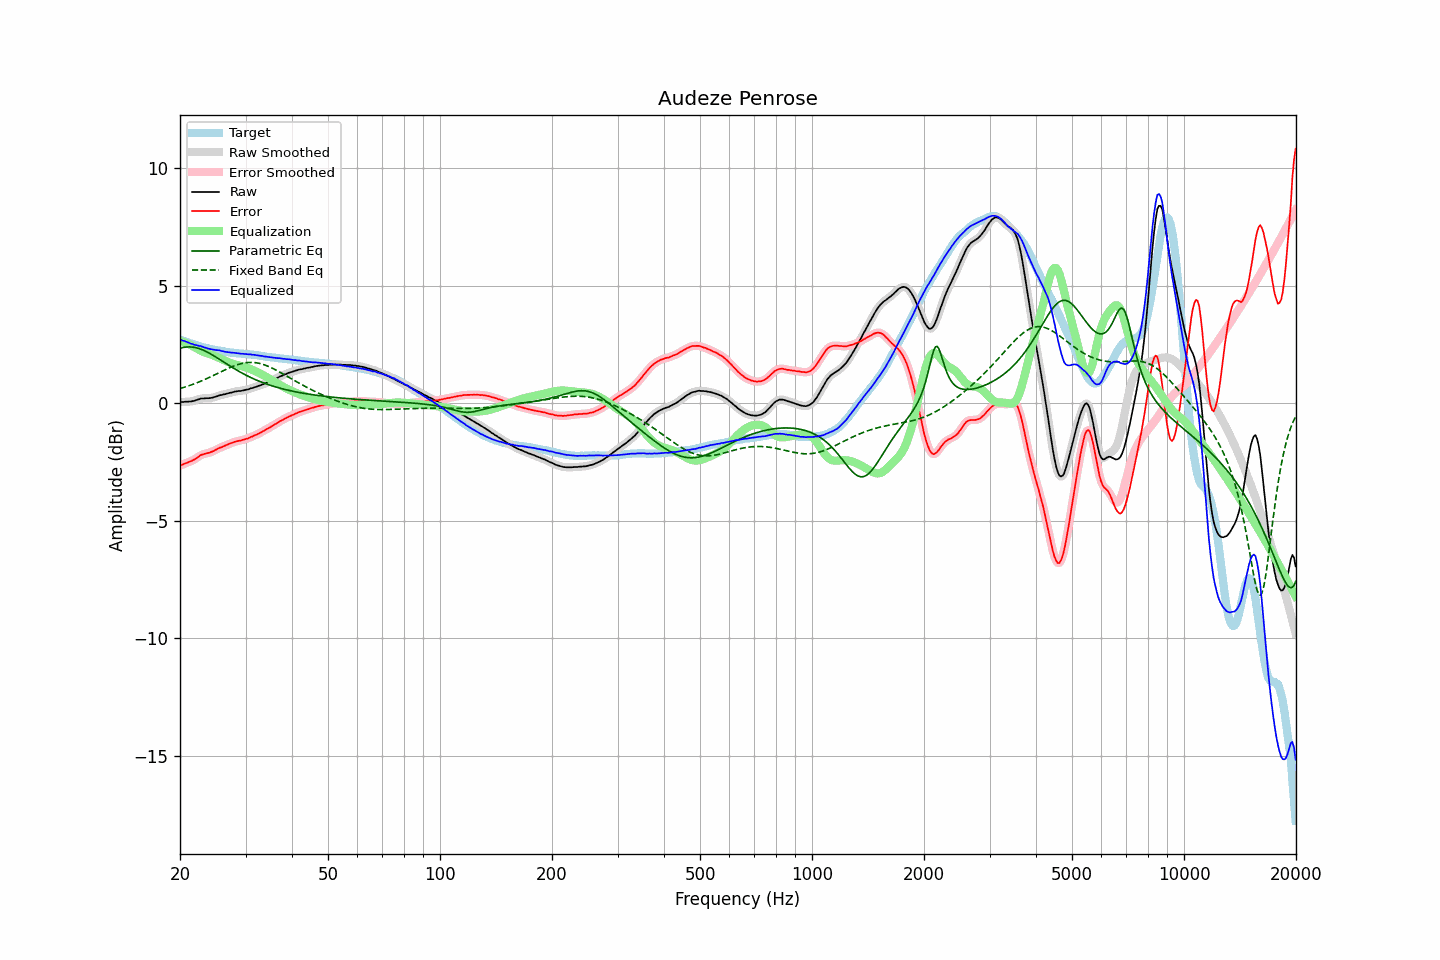 Audeze Penrose
Target
Raw Smoothed
Error Smoothed
Raw
Error
Equalization
Parametric Eq
Fixed Band Eq
Equalized
10
5
0
−5
−10
−15
Amplitude (dBr)
20 50 100 200 500 1000 2000 5000 10000 20000
Frequency (Hz)